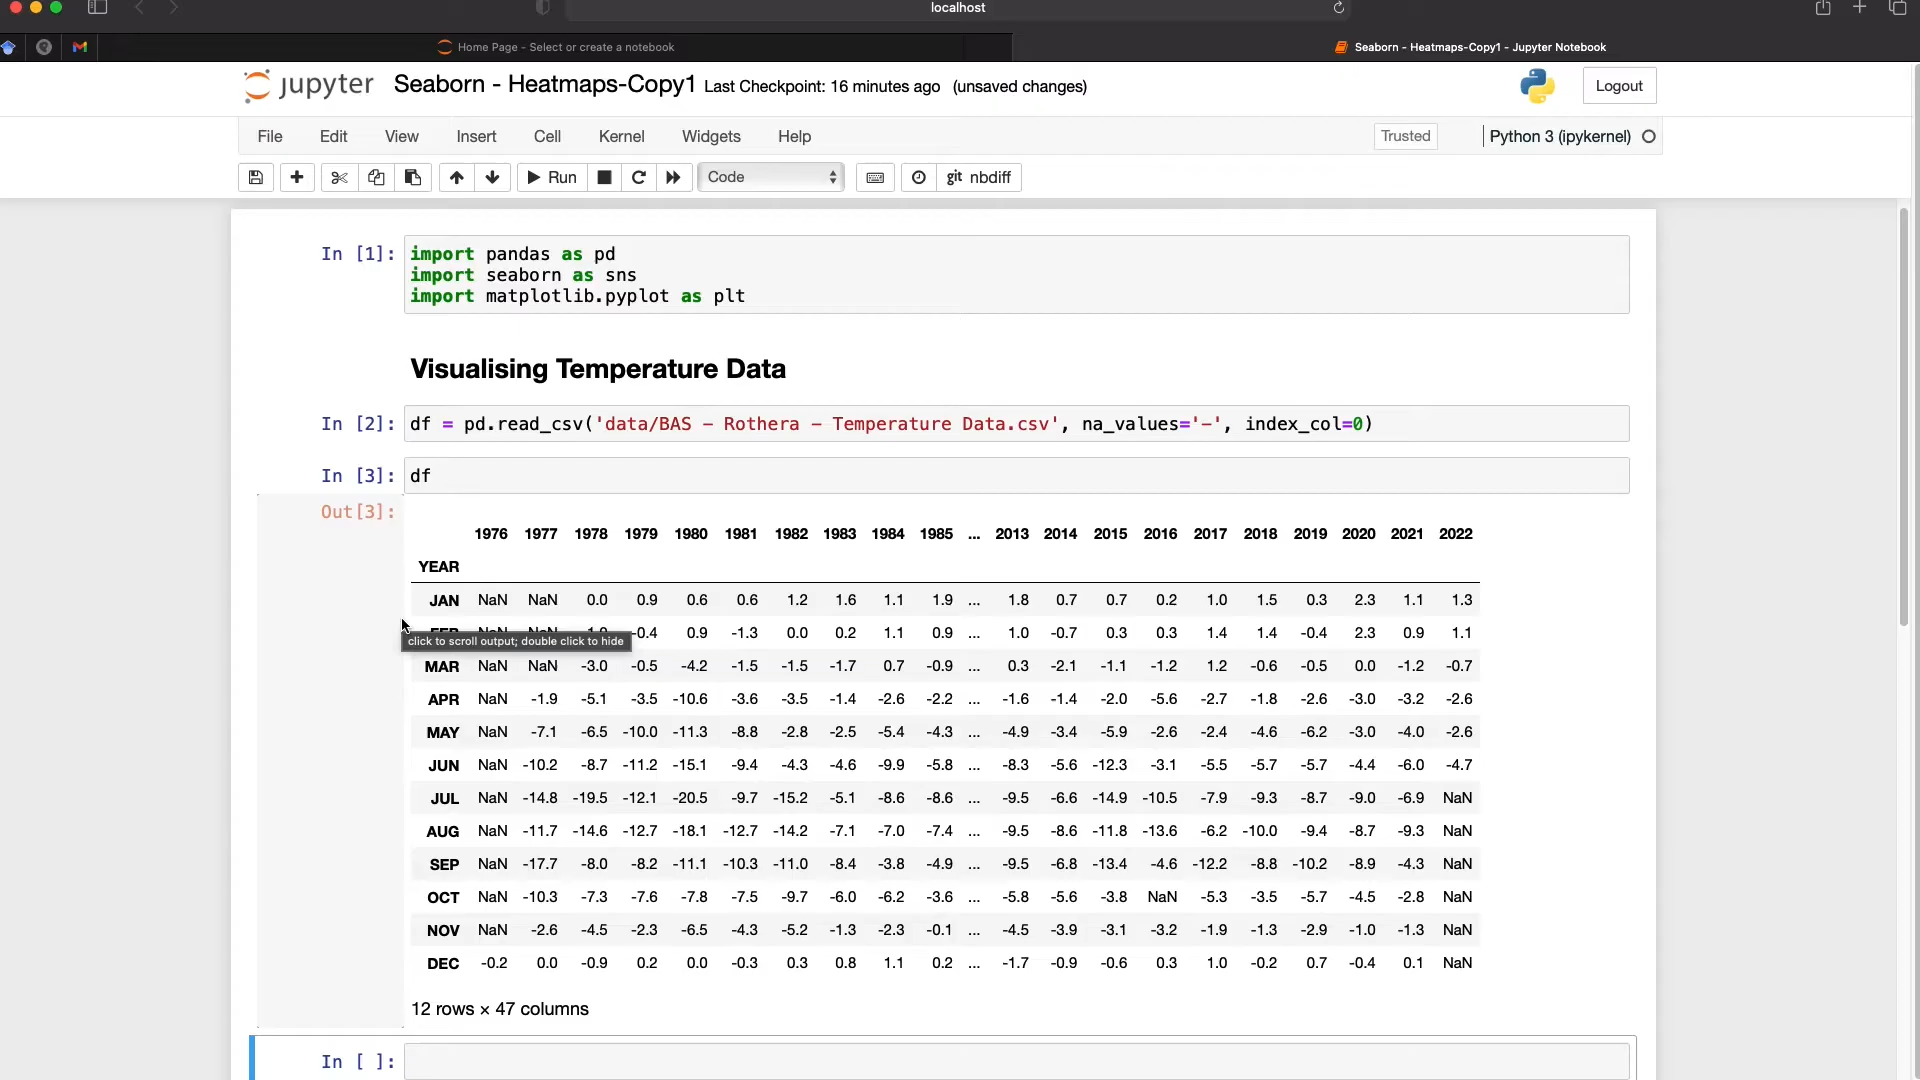 localhost
Home Page - Select or create a notebook
Seaborn - Heatmaps-Copy1 - Jupyter Notebook
jupyter Seaborn - Heatmaps-Copy1 Last Checkpoint: 16 minutes ago (unsaved changes)
Logout
File Edit View Insert Cell Kernel Widgets Help
Trusted
Python 3 (ipykernel)
Run Code git nbdiff
In [1]:
import pandas as pd
import seaborn as sns
import matplotlib.pyplot as plt
Visualising Temperature Data
In [2]: df = pd.read_csv('data/BAS - Rothera - Temperature Data.csv', na_values='-', index_col=0)
In [3]: df
Out[3]:
1976 1977 1978 1979 1980 1981 1982 1983 1984 1985 ... 2013 2014 2015 2016 2017 2018 2019 2020 2021 2022
YEAR
JAN NaN NaN 0.0 0.9 0.6 0.6 1.2 1.6 1.1 1.9 ... 1.8 0.7 0.7 0.2 1.0 1.5 0.3 2.3 1.1 1.3
-0.4 0.9 -1.3 0.0 0.2 1.1 0.9 ... 1.0 -0.7 0.3 0.3 1.4 1.4 -0.4 2.3 0.9 1.1
click to scroll output; double click to hide
MAR NaN NaN -3.0 -0.5 -4.2 -1.5 -1.5 -1.7 0.7 -0.9 ... 0.3 -2.1 -1.1 -1.2 1.2 -0.6 -0.5 0.0 -1.2 -0.7
APR NaN -1.9 -5.1 -3.5 -10.6 -3.6 -3.5 -1.4 -2.6 -2.2 ... -1.6 -1.4 -2.0 -5.6 -2.7 -1.8 -2.6 -3.0 -3.2 -2.6
MAY NaN -7.1 -6.5 -10.0 -11.3 -8.8 -2.8 -2.5 -5.4 -4.3 ... -4.9 -3.4 -5.9 -2.6 -2.4 -4.6 -6.2 -3.0 -4.0 -2.6
JUN NaN -10.2 -8.7 -11.2 -15.1 -9.4 -4.3 -4.6 -9.9 -5.8 ... -8.3 -5.6 -12.3 -3.1 -5.5 -5.7 -5.7 -4.4 -6.0 -4.7
JUL NaN -14.8 -19.5 -12.1 -20.5 -9.7 -15.2 -5.1 -8.6 -8.6 ... -9.5 -6.6 -14.9 -10.5 -7.9 -9.3 -8.7 -9.0 -6.9 NaN
AUG NaN -11.7 -14.6 -12.7 -18.1 -12.7 -14.2 -7.1 -7.0 -7.4 ... -9.5 -8.6 -11.8 -13.6 -6.2 -10.0 -9.4 -8.7 -9.3 NaN
SEP NaN -17.7 -8.0 -8.2 -11.1 -10.3 -11.0 -8.4 -3.8 -4.9 ... -9.5 -6.8 -13.4 -4.6 -12.2 -8.8 -10.2 -8.9 -4.3 NaN
OCT NaN -10.3 -7.3 -7.6 -7.8 -7.5 -9.7 -6.0 -6.2 -3.6 ... -5.8 -5.6 -3.8 NaN -5.3 -3.5 -5.7 -4.5 -2.8 NaN
NOV NaN -2.6 -4.5 -2.3 -6.5 -4.3 -5.2 -1.3 -2.3 -0.1 ... -4.5 -3.9 -3.1 -3.2 -1.9 -1.3 -2.9 -1.0 -1.3 NaN
DEC -0.2 0.0 -0.9 0.2 0.0 -0.3 0.3 0.8 1.1 0.2 ... -1.7 -0.9 -0.6 0.3 1.0 -0.2 0.7 -0.4 0.1 NaN
12 rows × 47 columns
In [ ]: